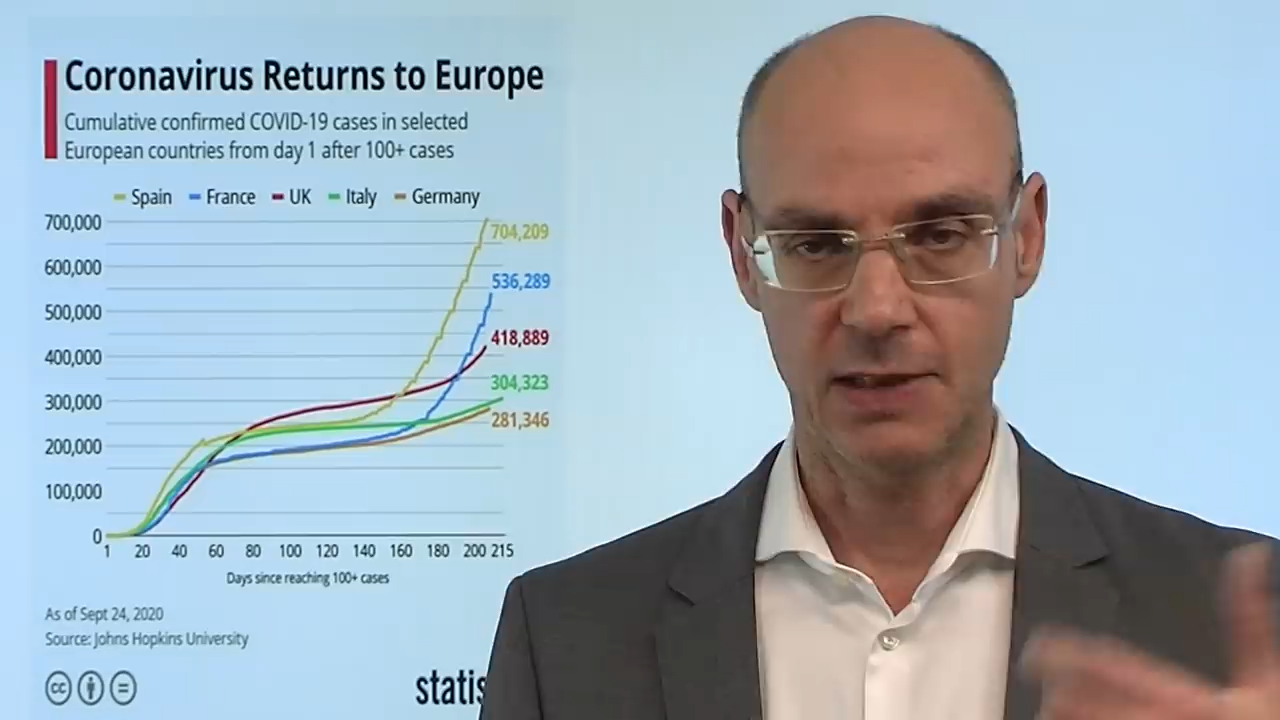 Coronavirus Returns to Europe
Cumulative confirmed COVID-19 cases in selected
European countries from day 1 after 100+ cases
Spain France UK Italy Germany
700,000
704,209
600,000
536,289
500,000
418,889
400,000
304,323
300,000
281,346
200,000
100,000
0
1 20 40 60 80 100 120 140 160 180 200 215
Days since reaching 100+ cases
As of Sept 24, 2020
Source: Johns Hopkins University
cc
statis